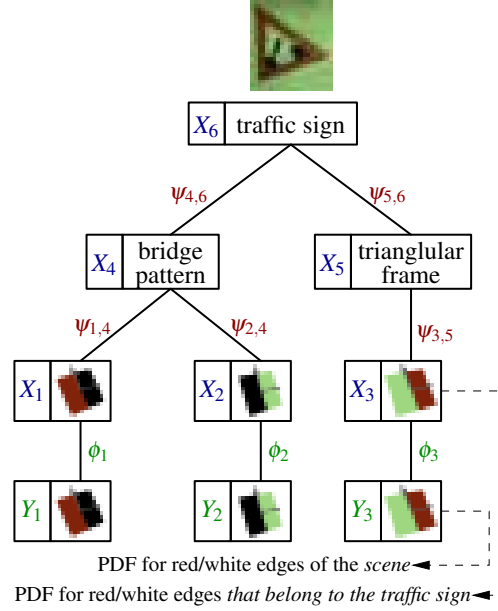 X6 traffic sign
ψ4,6 ψ5,6
X4 bridge pattern X5 trianglular frame
ψ1,4 ψ2,4 ψ3,5
X1 X2 X3
ϕ1 ϕ2 ϕ3
Y1 Y2 Y3
PDF for red/white edges of the scene
PDF for red/white edges that belong to the traffic sign